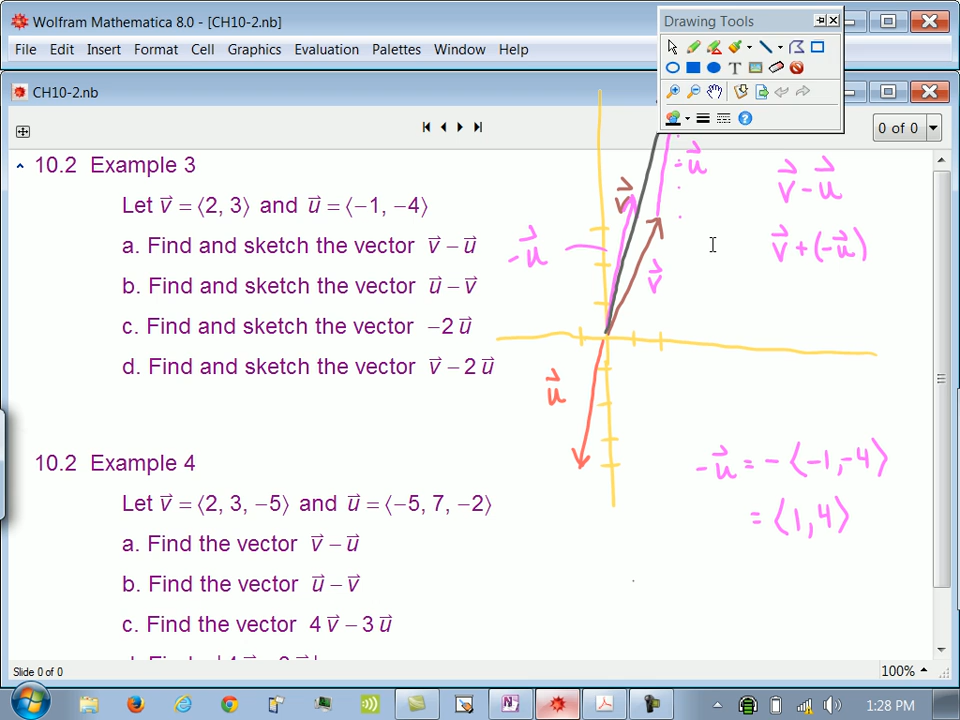 Wolfram Mathematica 8.0 - [CH10-2.nb]
Drawing Tools
File Edit Insert Format Cell Graphics Evaluation Palettes Window Help
CH10-2.nb
0 of 0
10.2 Example 3
Let v⃗ = ⟨2, 3⟩ and u⃗ = ⟨−1, −4⟩
a. Find and sketch the vector v⃗ − u⃗
b. Find and sketch the vector u⃗ − v⃗
c. Find and sketch the vector −2 u⃗
d. Find and sketch the vector v⃗ − 2 u⃗
-u⃗
v⃗
-u⃗
v⃗
u⃗
v⃗ - u⃗
v⃗ + (-u⃗)
-u⃗ = - ⟨-1, -4⟩
= ⟨1, 4⟩
10.2 Example 4
Let v⃗ = ⟨2, 3, −5⟩ and u⃗ = ⟨−5, 7, −2⟩
a. Find the vector v⃗ − u⃗
b. Find the vector u⃗ − v⃗
c. Find the vector 4 v⃗ − 3 u⃗
Slide 0 of 0
100%
1:28 PM